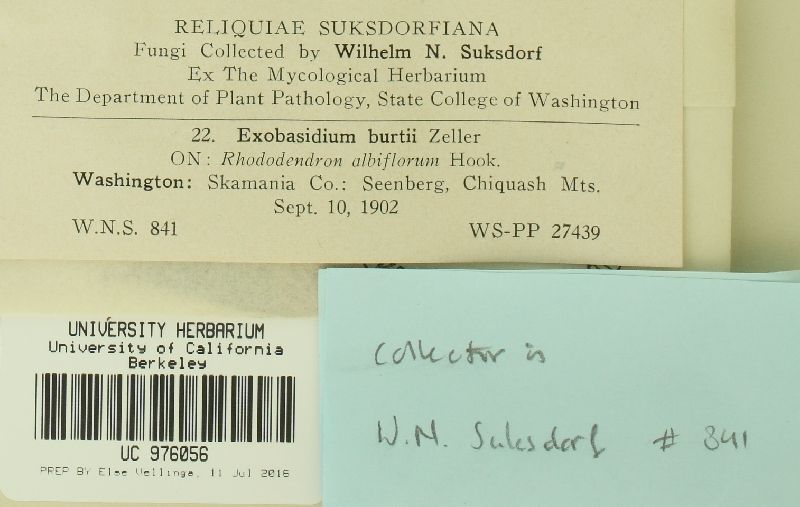 RELIQUIAE SUKSDORFIANA
Fungi Collected by Wilhelm N. Suksdorf
Ex The Mycological Herbarium
The Department of Plant Pathology, State College of Washington
22. Exobasidium burtii Zeller
ON: Rhododendron albiflorum Hook.
Washington: Skamania Co.: Seenberg, Chiquash Mts.
Sept. 10, 1902
W.N.S. 841 WS-PP 27439
UNIVERSITY HERBARIUM
University of California
Berkeley
UC 976056
PREP BY Else Vellinga, 11 Jul 2016
Collector is
W.N. Suksdorf # 841